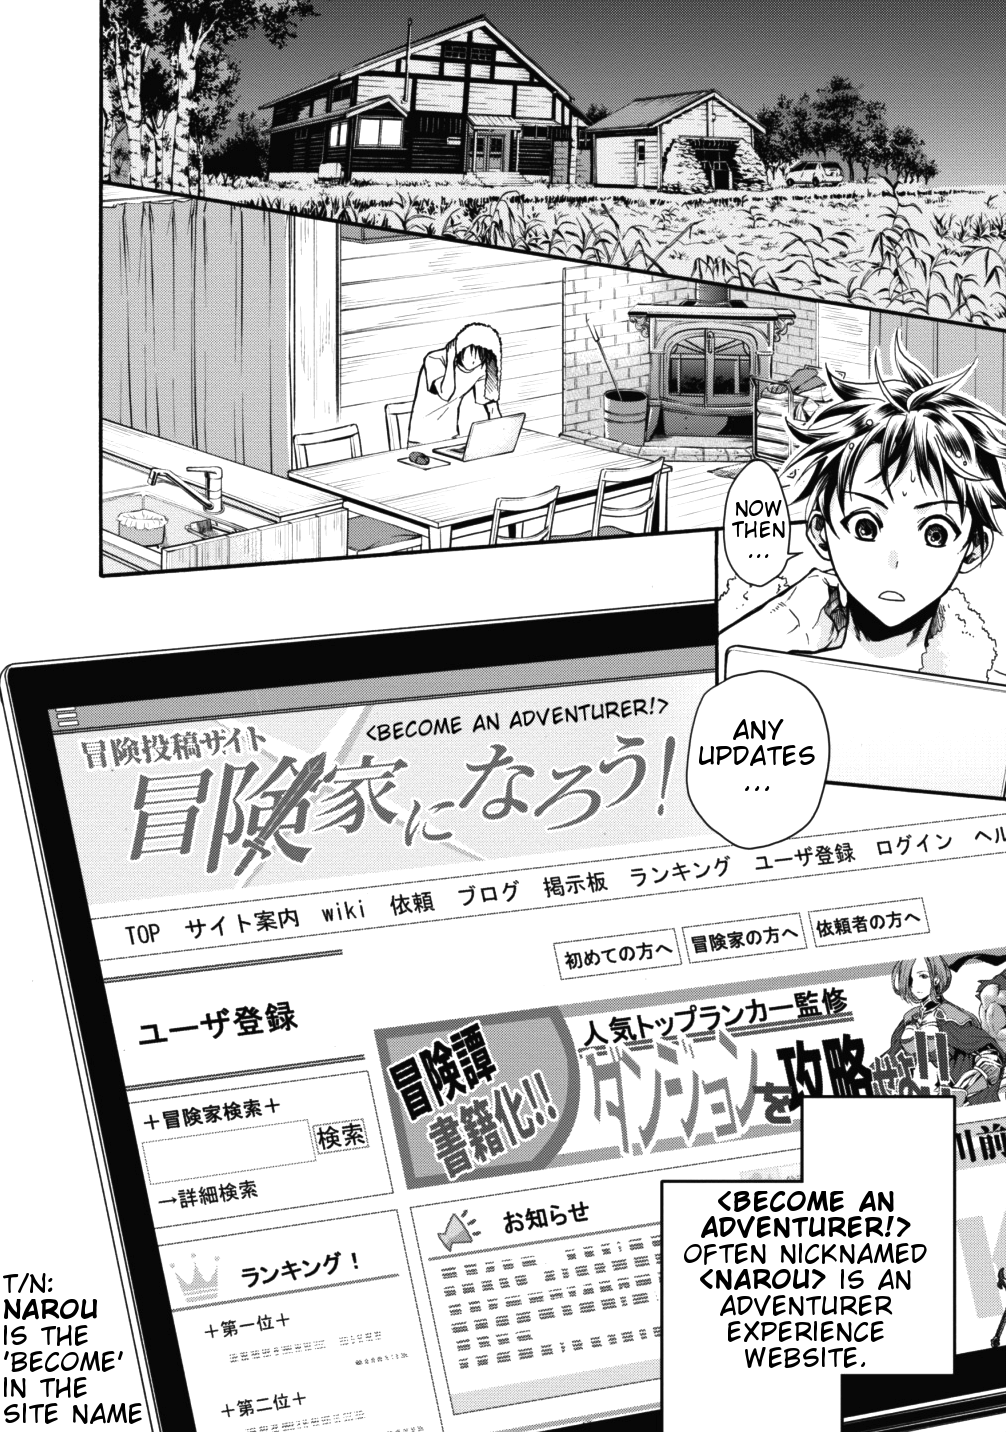 NOW
THEN
...
ANY
UPDATES
...
<BECOME AN ADVENTURER!>
冒険投稿サイト
冒険家になろう!
TOP サイト案内 wiki 依頼 ブログ 掲示板 ランキング ユーザ登録 ログイン ヘル
初めての方へ 冒険家の方へ 依頼者の方へ
ユーザ登録
+冒険家検索+
検索
→詳細検索
冒険譚
書籍化!!
人気トップランカー監修
ダンジョンを攻略せよ!!
川前
お知らせ
ランキング!
+第一位+
+第二位+
<BECOME AN
ADVENTURER!>
OFTEN NICKNAMED
<NAROU> IS AN
ADVENTURER
EXPERIENCE
WEBSITE.
T/N:
NAROU
IS THE
'BECOME'
IN THE
SITE NAME